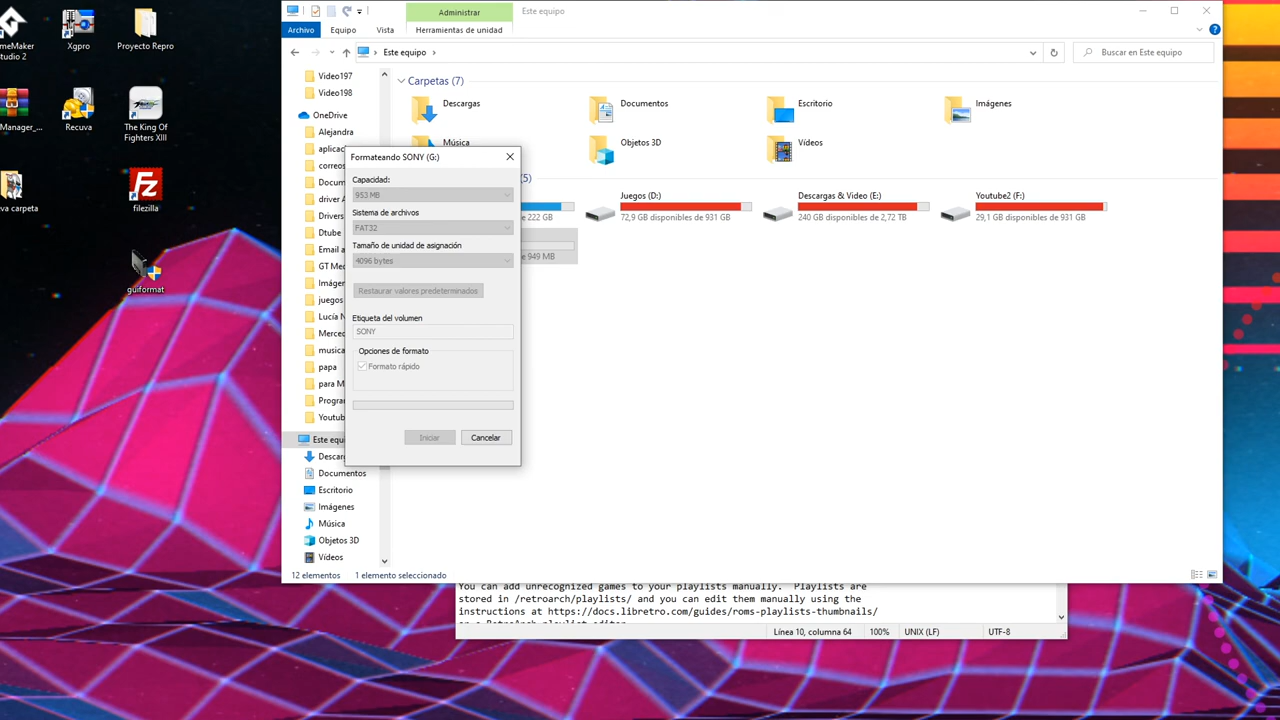 Administrar
Este equipo
Archivo
Equipo
Vista
Herramientas de unidad
Este equipo
Buscar en Este equipo
Studio 2
Xgpro
Proyecto Repro
Recuva
The King Of
Fighters XIII
filezilla
guiformat
Video197
Video198
OneDrive
Alejandra
Carpetas (7)
Descargas
Documentos
Escritorio
Imágenes
Música
Objetos 3D
Vídeos
(5)
de 222 GB
Juegos (D:)
72,9 GB disponibles de 931 GB
Descargas & Video (E:)
240 GB disponibles de 2,72 TB
Youtube2 (F:)
29,1 GB disponibles de 931 GB
de 949 MB
Formateando SONY (G:)
Capacidad:
953 MB
Sistema de archivos
FAT32
Tamaño de unidad de asignación
4096 bytes
Restaurar valores predeterminados
Etiqueta del volumen
SONY
Opciones de formato
Formato rápido
Iniciar
Cancelar
aplicac
correos
Docum
driver A
Drivers
Dtube
Email a
GT Med
Imágen
juegos
Lucía N
Merced
musica
papa
para M
Progra
Youtub
Este equ
Descar
Documentos
Escritorio
Imágenes
Música
Objetos 3D
Vídeos
12 elementos
1 elemento seleccionado
You can add unrecognized games to your playlists manually. Playlists are
stored in /retroarch/playlists/ and you can edit them manually using the
instructions at https://docs.libretro.com/guides/roms-playlists-thumbnails/
Línea 10, columna 64
100%
UNIX (LF)
UTF-8